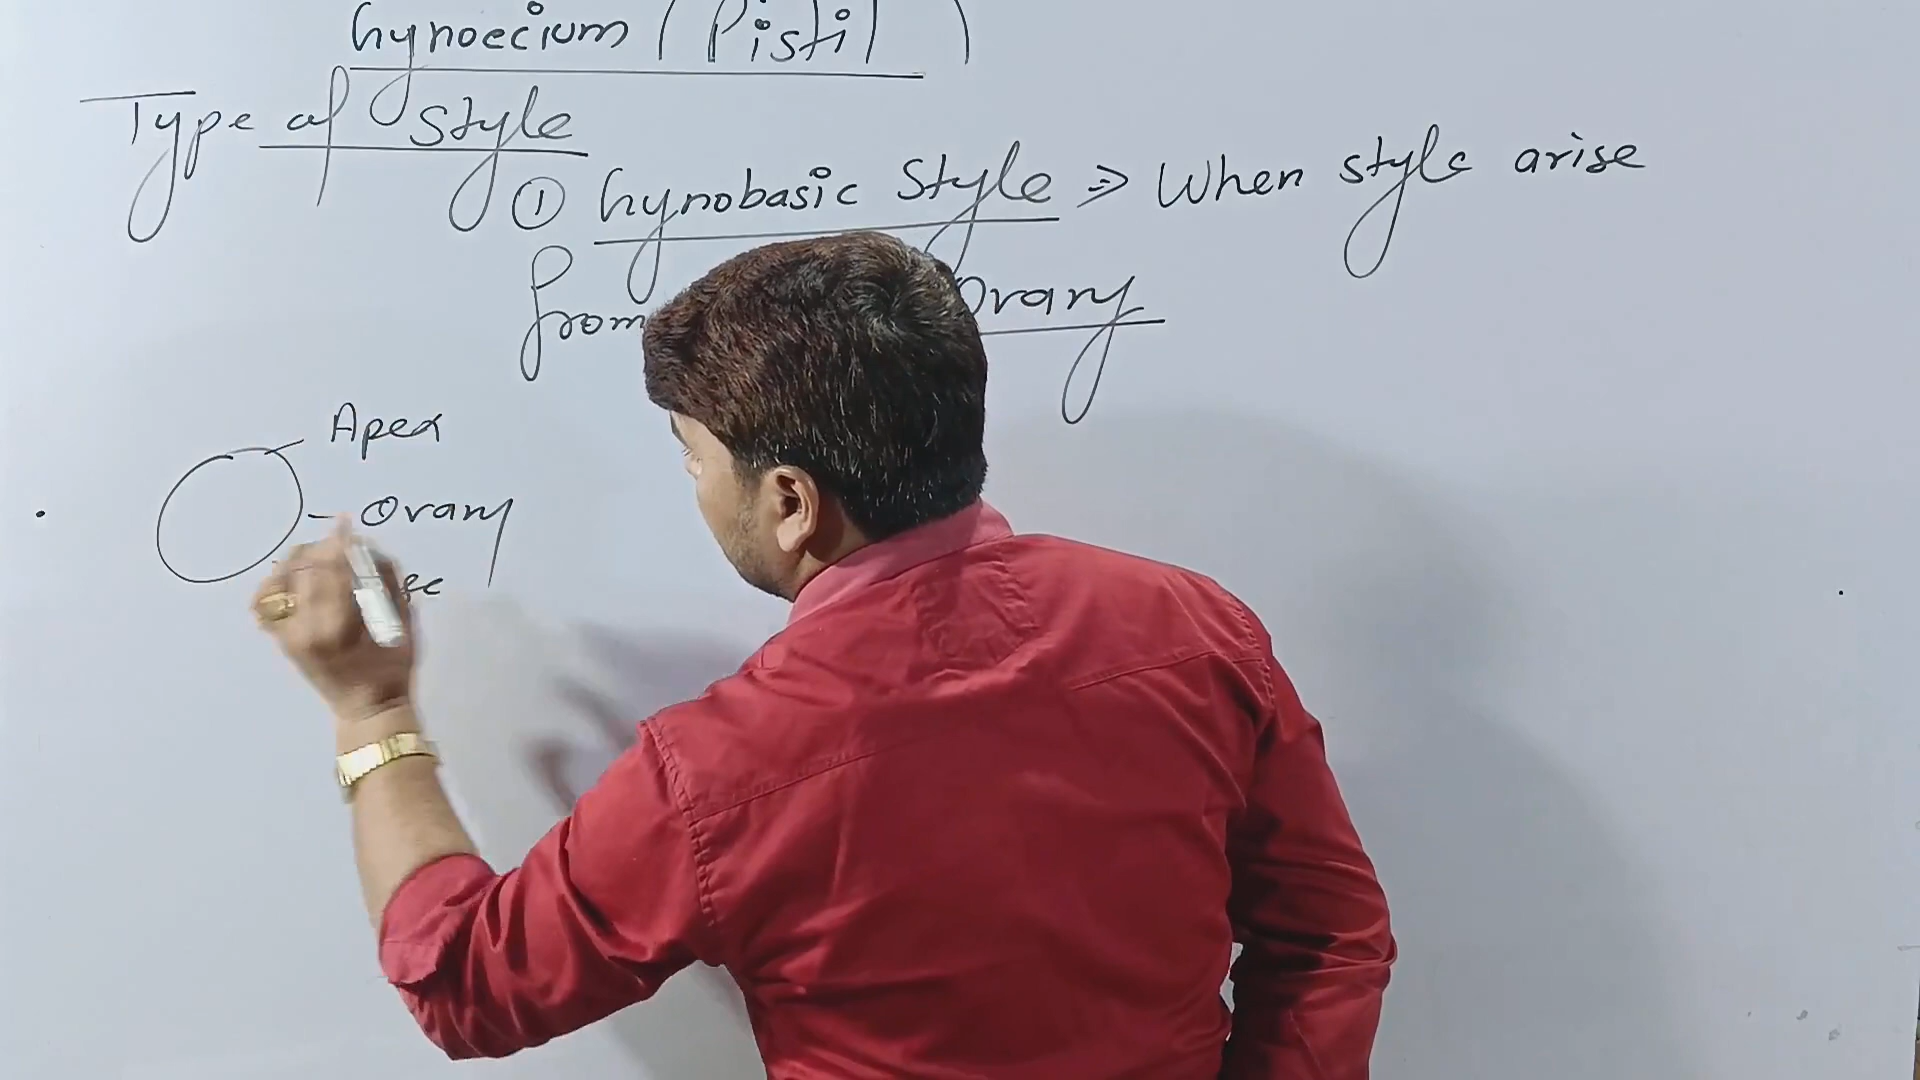 Gynoecium ( Pistil )
Type of Style
① Gynobasic Style => When style arise
from Ovary
Apex
Ovary